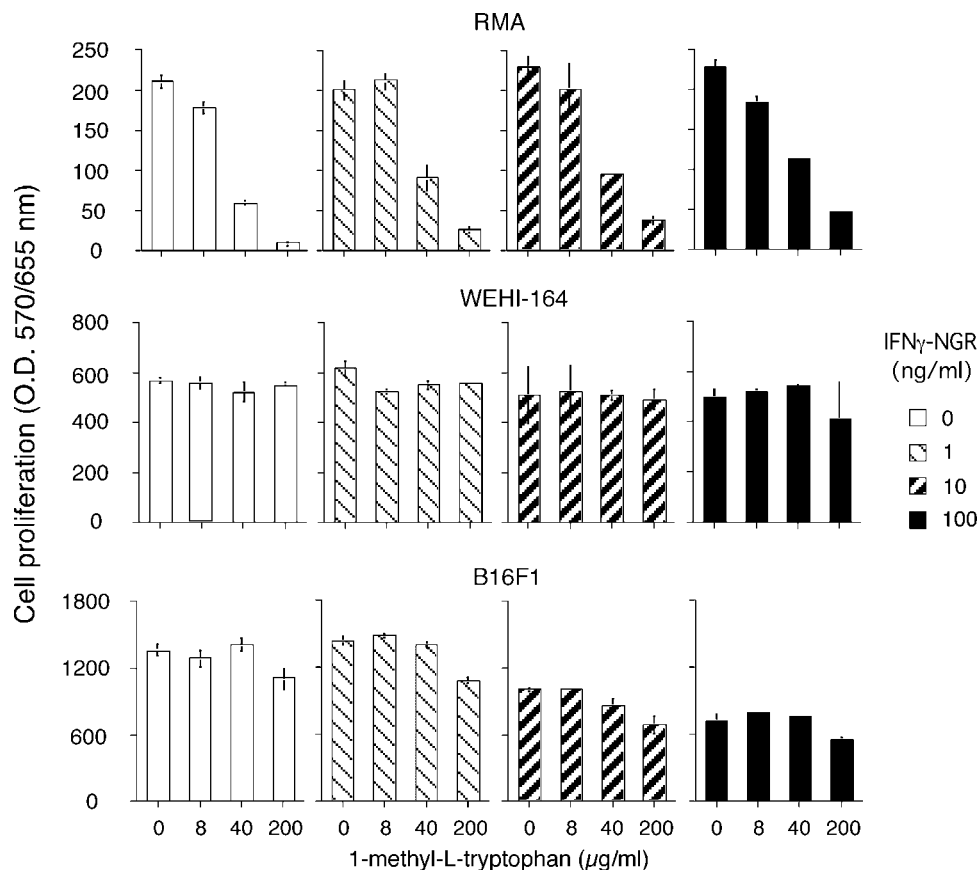 RMA
250
200
150
100
50
0
WEHI-164
800
600
400
200
0
B16F1
1800
1200
600
0
0 8 40 200 0 8 40 200 0 8 40 200 0 8 40 200
1-methyl-L-tryptophan (µg/ml)
Cell proliferation (O.D. 570/655 nm)
IFNγ-NGR
(ng/ml)
0
1
10
100